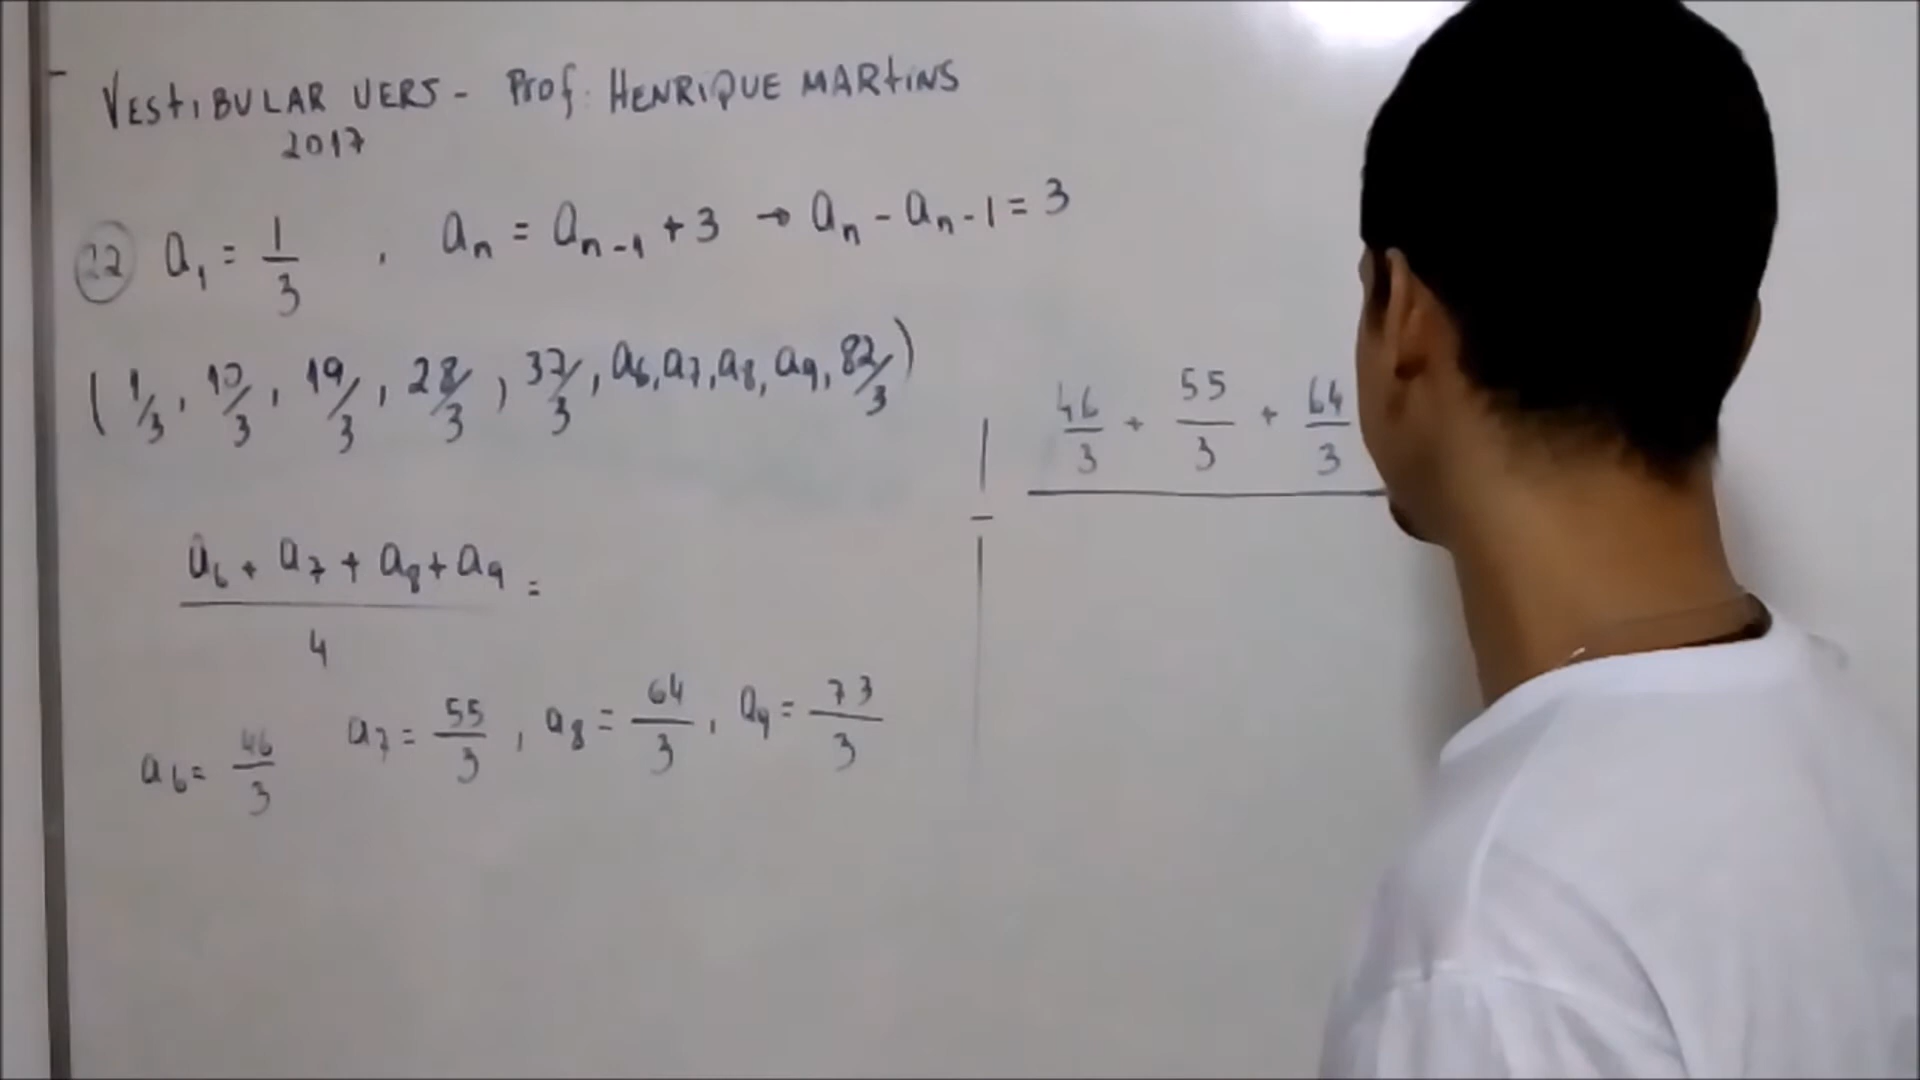 VESTIBULAR UERJ - Prof: HENRIQUE MARTINS
2017
22 a₁ = 1/3 , aₙ = aₙ₋₁ + 3 → aₙ - aₙ - 1 = 3
(1/3, 10/3, 19/3, 28/3, 37/3, a₆, a₇, a₈, a₉, 82/3)
a₆ + a₇ + a₈ + a₉ =
4
a₆ = 46/3 a₇ = 55/3 , a₈ = 64/3 , a₉ = 73/3
46/3 + 55/3 + 64/3